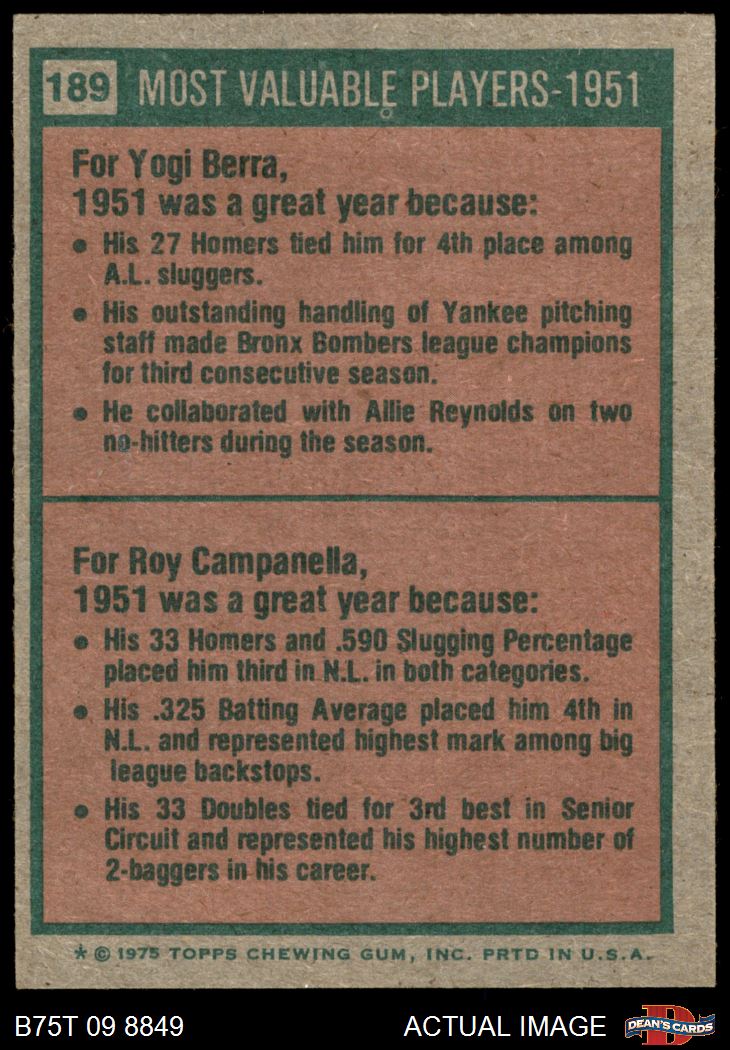 189 MOST VALUABLE PLAYERS-1951
For Yogi Berra,
1951 was a great year because:
• His 27 Homers tied him for 4th place among
A.L. sluggers.
• His outstanding handling of Yankee pitching
staff made Bronx Bombers league champions
for third consecutive season.
• He collaborated with Allie Reynolds on two
no-hitters during the season.
For Roy Campanella,
1951 was a great year because:
• His 33 Homers and .590 Slugging Percentage
placed him third in N.L. in both categories.
• His .325 Batting Average placed him 4th in
N.L. and represented highest mark among big
league backstops.
• His 33 Doubles tied for 3rd best in Senior
Circuit and represented his highest number of
2-baggers in his career.
* © 1975 TOPPS CHEWING GUM, INC. PRTD IN U.S.A.
B75T 09 8849 ACTUAL IMAGE DEAN'S CARDS